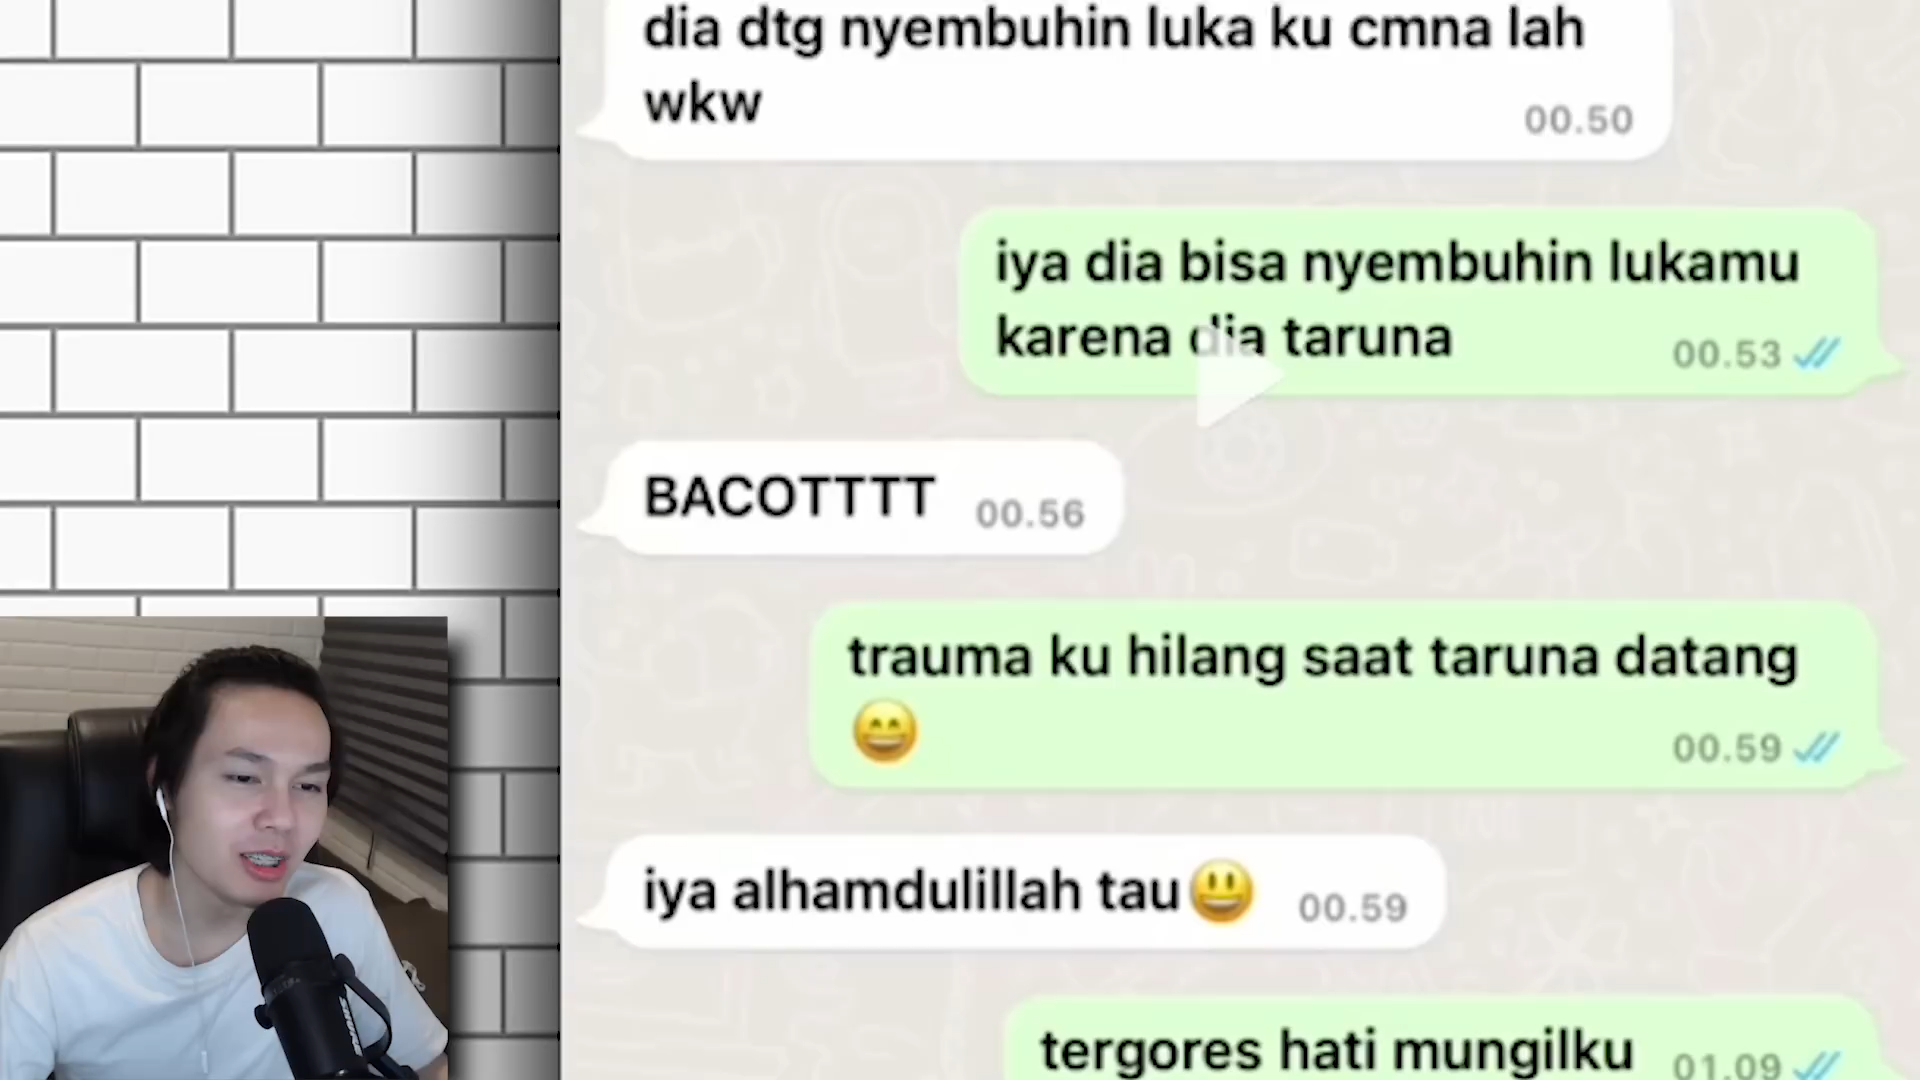 dia dtg nyembuhin luka ku cmna lah
wkw
00.50
iya dia bisa nyembuhin lukamu
karena dia taruna
00.53
BACOTTTT 00.56
trauma ku hilang saat taruna datang
😄
00.59
iya alhamdulillah tau😃 00.59
tergores hati mungilku 01.09